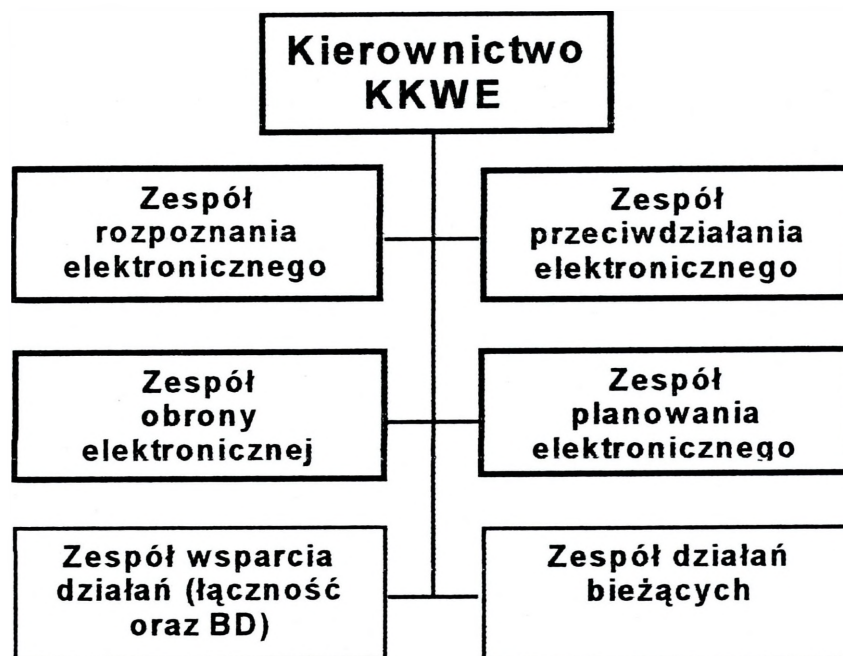 Kierownictwo
KKWE
Zespół
rozpoznania
elektronicznego
Zespół
przeciwdziałania
elektronicznego
Zespół
obrony
elektronicznej
Zespół
planowania
elektronicznego
Zespół wsparcia
działań (łączność
oraz BD)
Zespół działań
bieżących